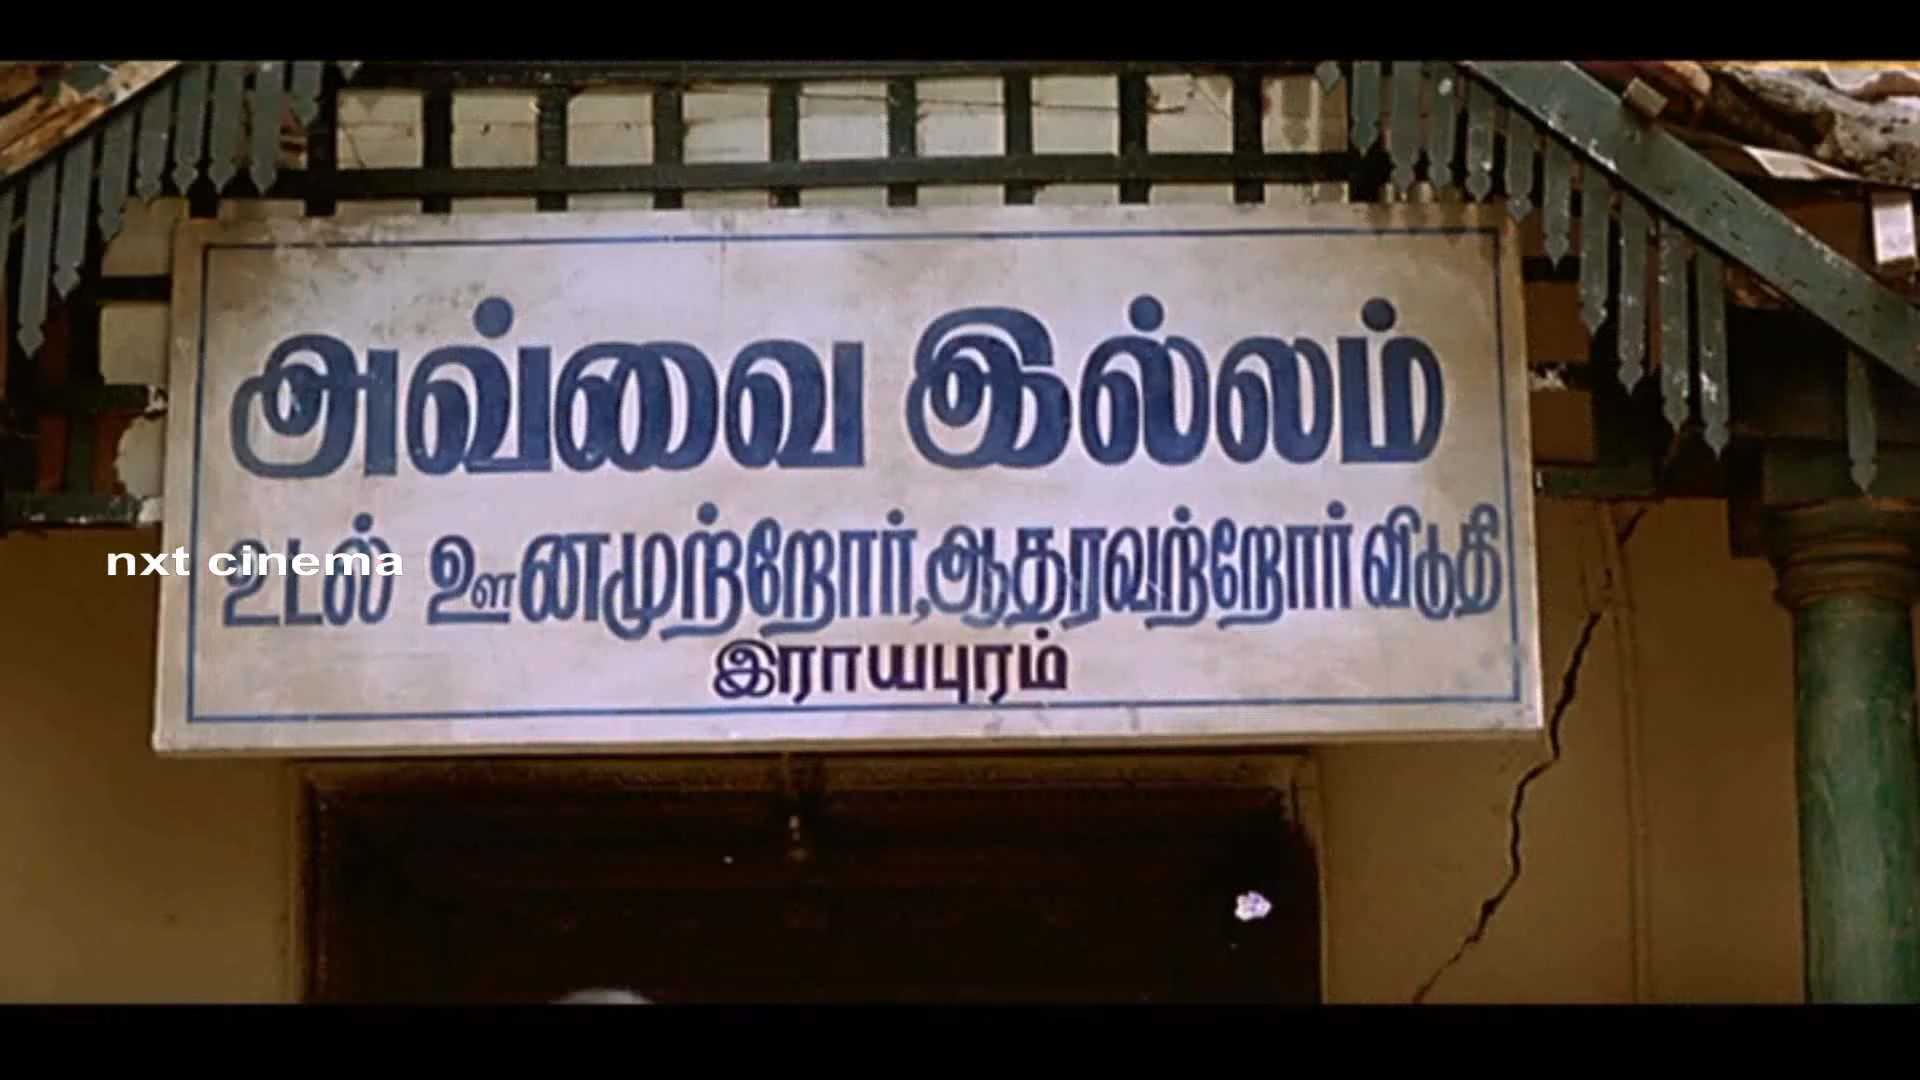 அவ்வை இல்லம்
உடல் ஊனமுற்றோர்,ஆதரவற்றோர் விடுதி
இராயபுரம்
nxt cinema